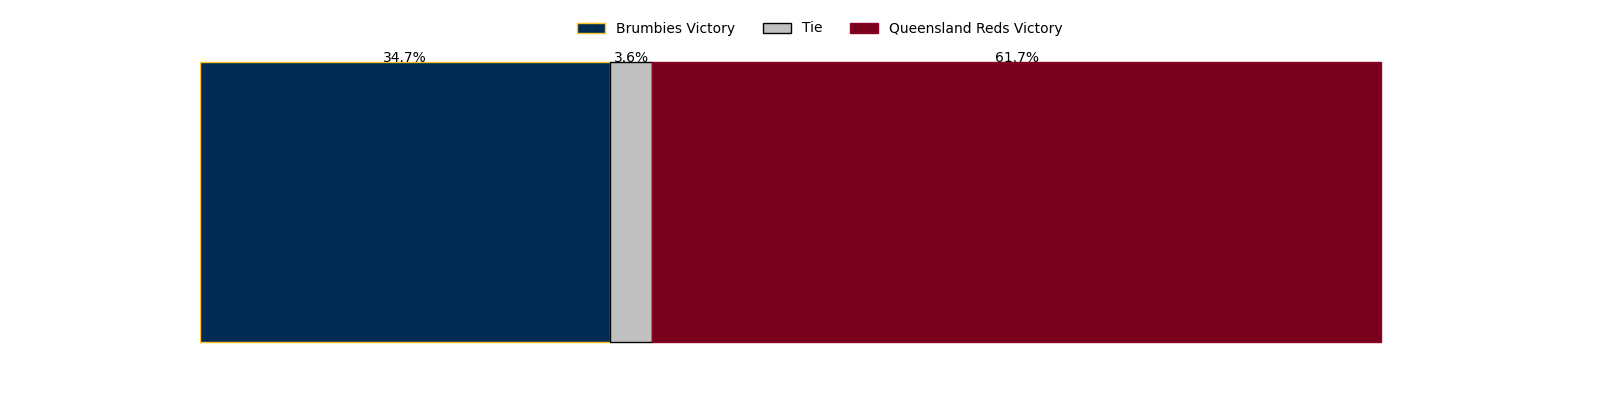 Brumbies Victory Tie Queensland Reds Victory
34.7% 3.6% 61.7%